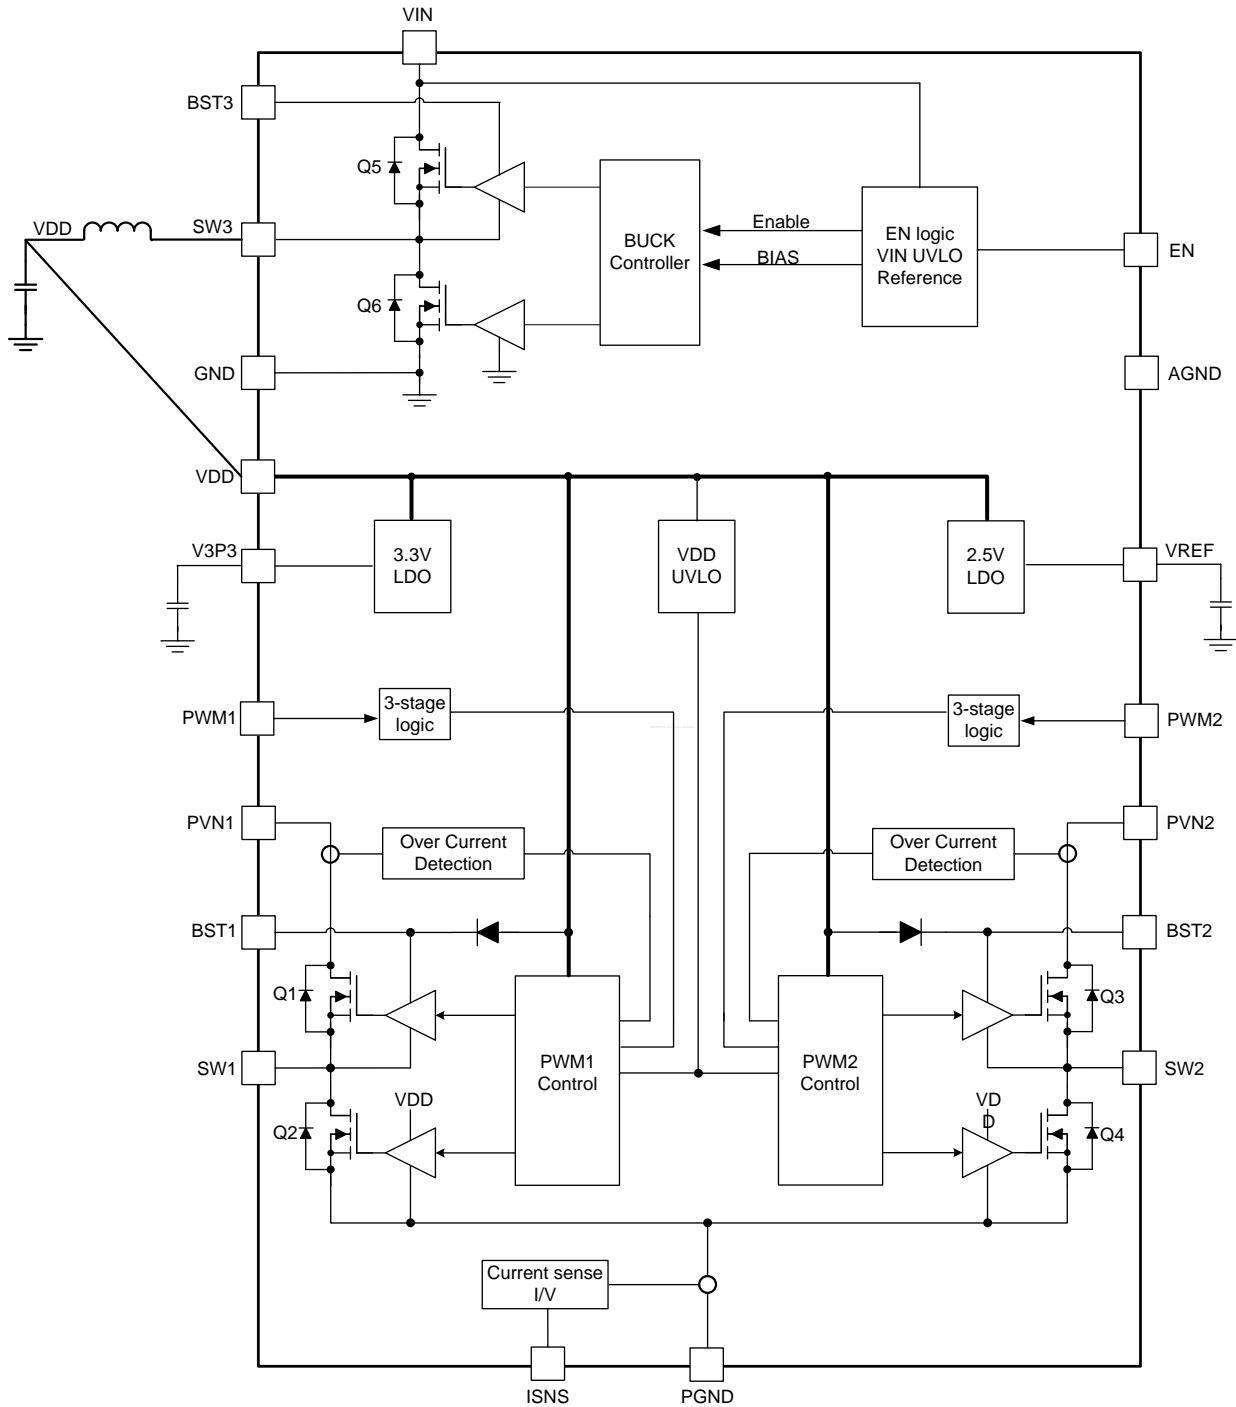 VIN
BST3
Q5
VDD
SW3
Enable
BIAS
BUCK
Controller
EN logic
VIN UVLO
Reference
EN
Q6
GND
AGND
VDD
V3P3
3.3V
LDO
VDD
UVLO
2.5V
LDO
VREF
PWM1
3-stage
logic
3-stage
logic
PWM2
PVN1
Over Current
Detection
Over Current
Detection
PVN2
BST1
BST2
Q1
Q3
SW1
PWM1
Control
PWM2
Control
SW2
VDD
VD
D
Q2
Q4
Current sense
I/V
ISNS
PGND